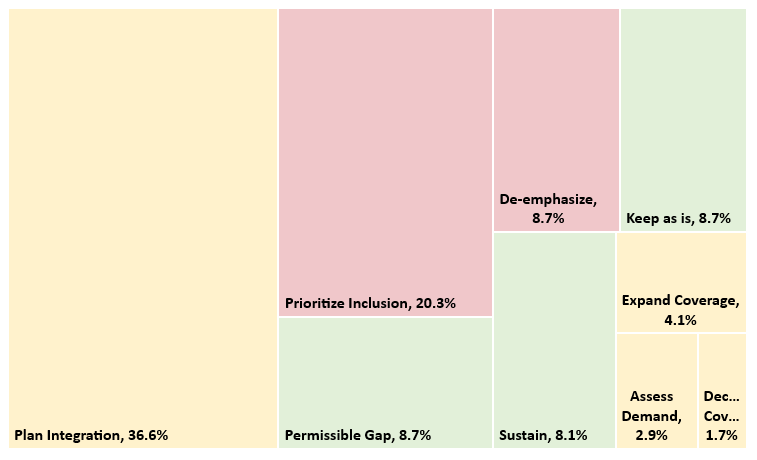 De-emphasize,
8.7%
Keep as is, 8.7%
Prioritize Inclusion, 20.3%
Expand Coverage,
4.1%
Plan Integration, 36.6%
Permissible Gap, 8.7%
Sustain, 8.1%
Assess
Demand,
2.9%
Dec...
Cov...
1.7%